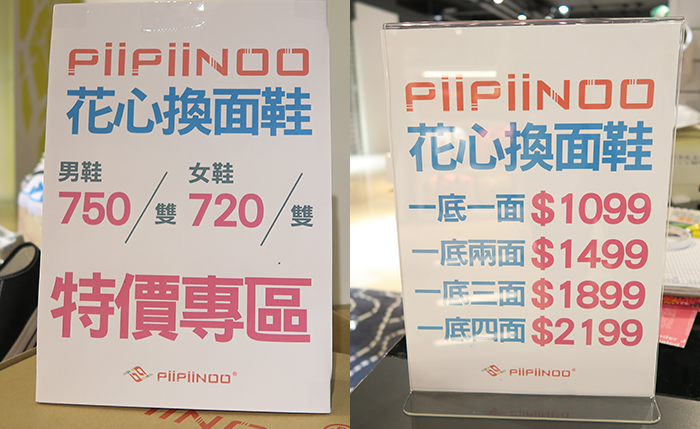 PiiPiiNOO
花心換面鞋
男鞋 女鞋
750/雙 720/雙
特價專區
PiiPiiNOO®
PiiPiiNOO
花心換面鞋
一底一面 $1099
一底兩面 $1499
一底三面 $1899
一底四面 $2199
PiiPiiNOO®